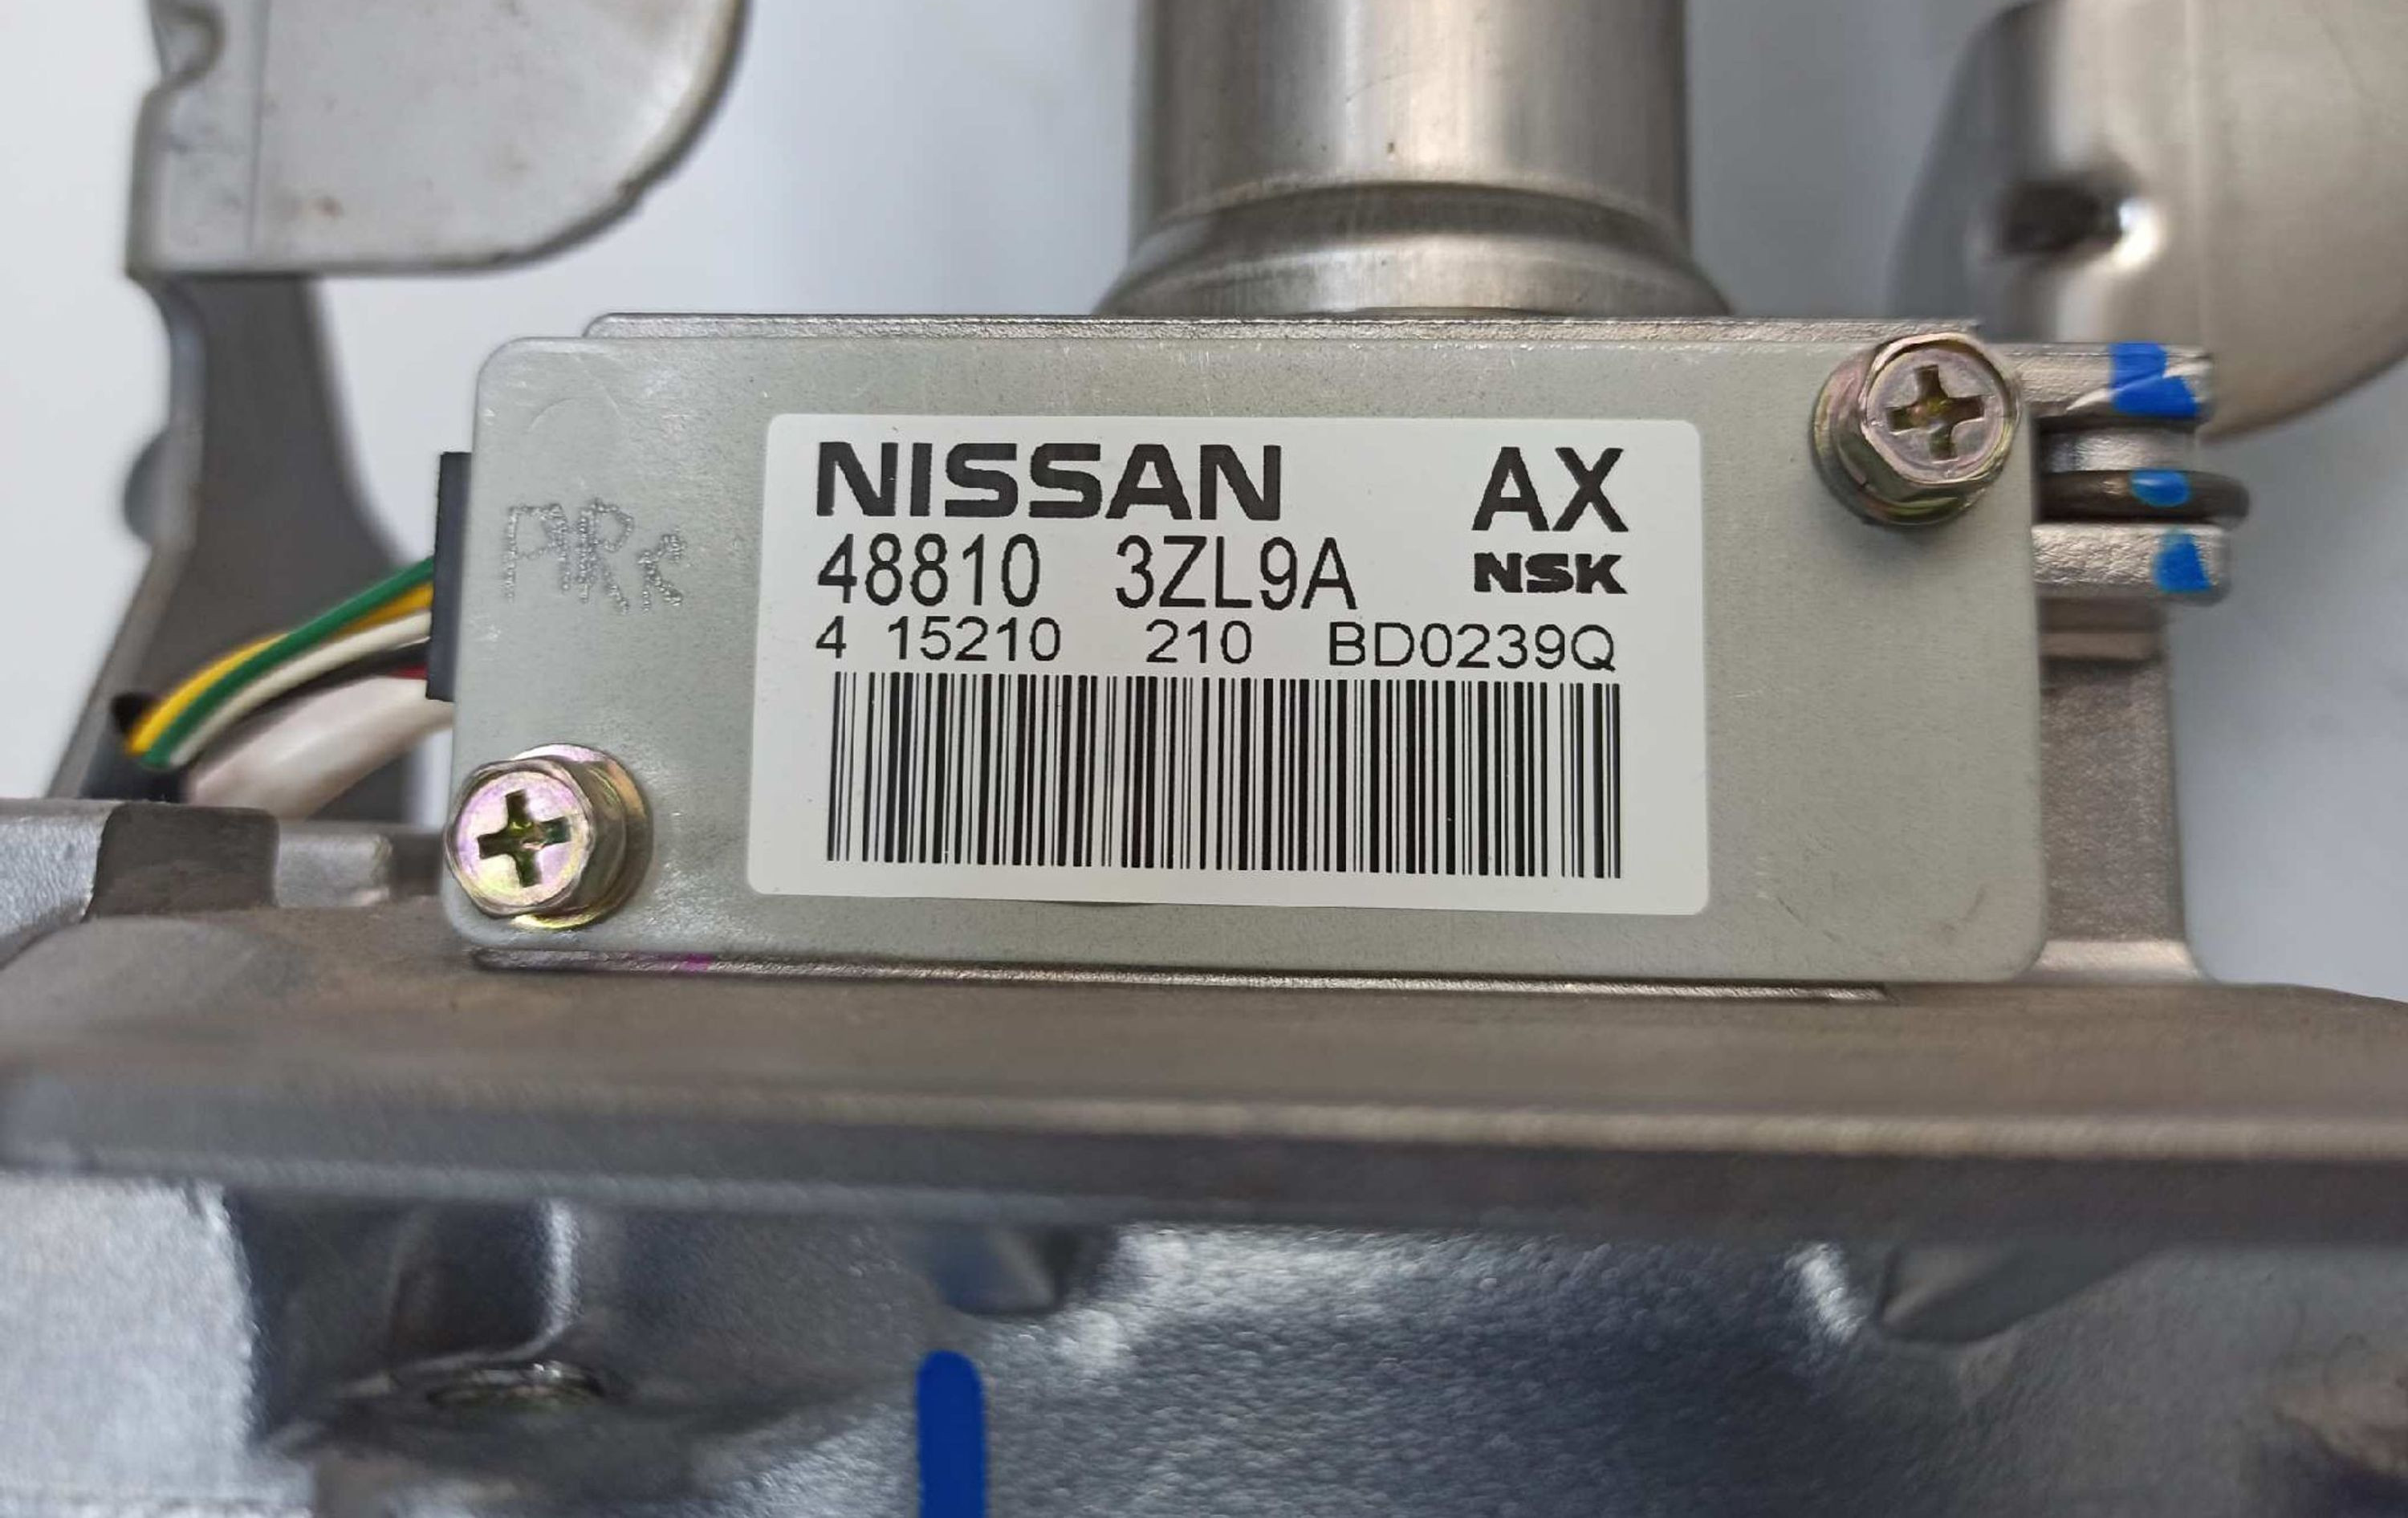 NISSAN AX
48810 3ZL9A NSK
4 15210 210 BD0239Q